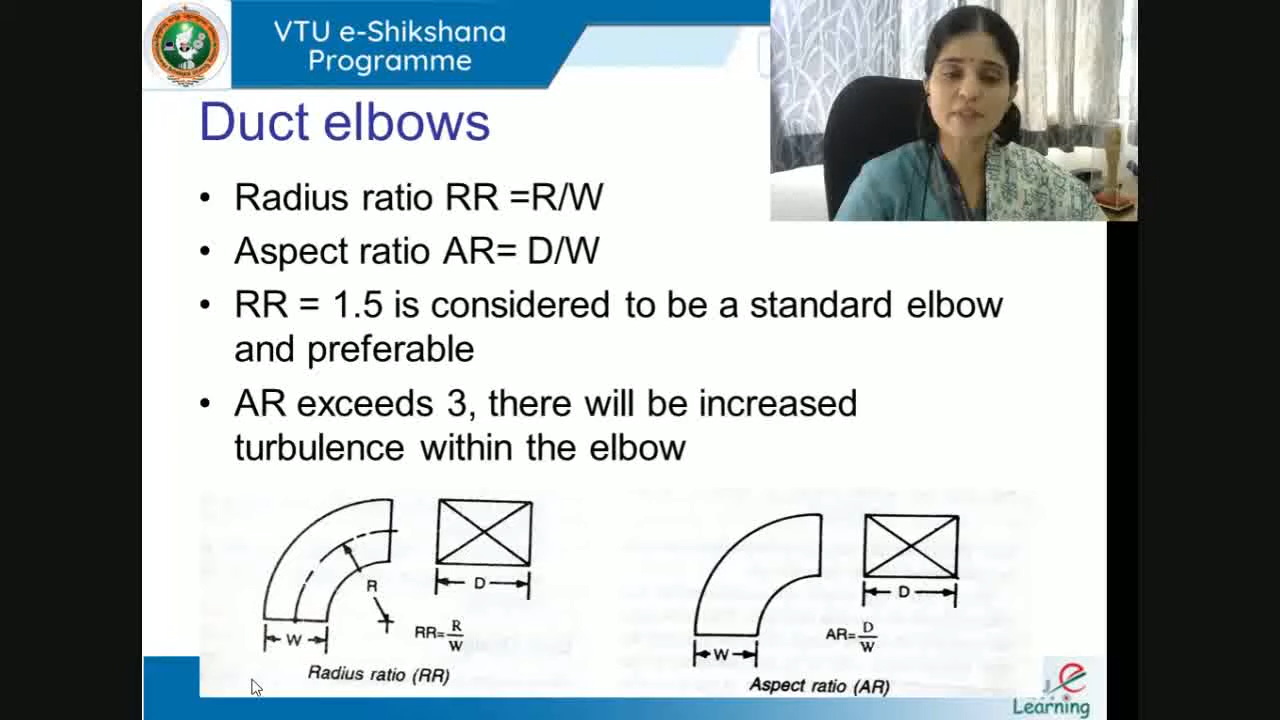 VTU e-Shikshana
Programme
Duct elbows
• Radius ratio RR =R/W
• Aspect ratio AR= D/W
• RR = 1.5 is considered to be a standard elbow
and preferable
• AR exceeds 3, there will be increased
turbulence within the elbow
R
D
W
RR= R/W
Radius ratio (RR)
D
W
AR= D/W
Aspect ratio (AR)
e
Learning